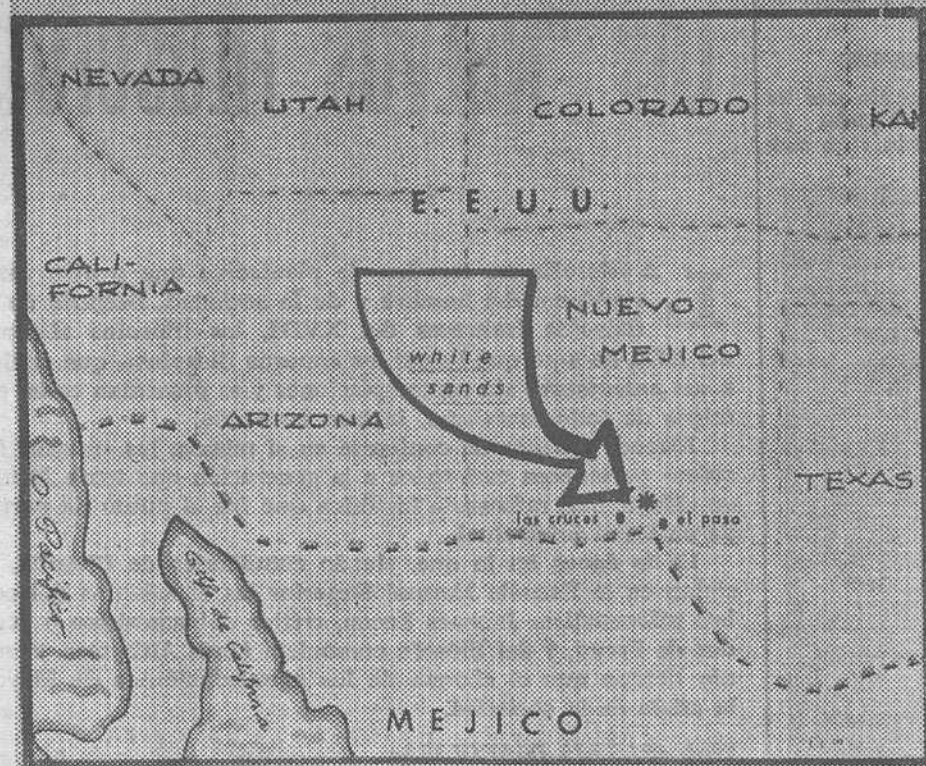 NEVADA
UTAH
COLORADO
KAN
E. E. U. U.
CALI-
FORNIA
NUEVO
MEJICO
white
sands
ARIZONA
TEXAS
las cruces
el paso
O. Pacifico
Golfo de California
MEJICO